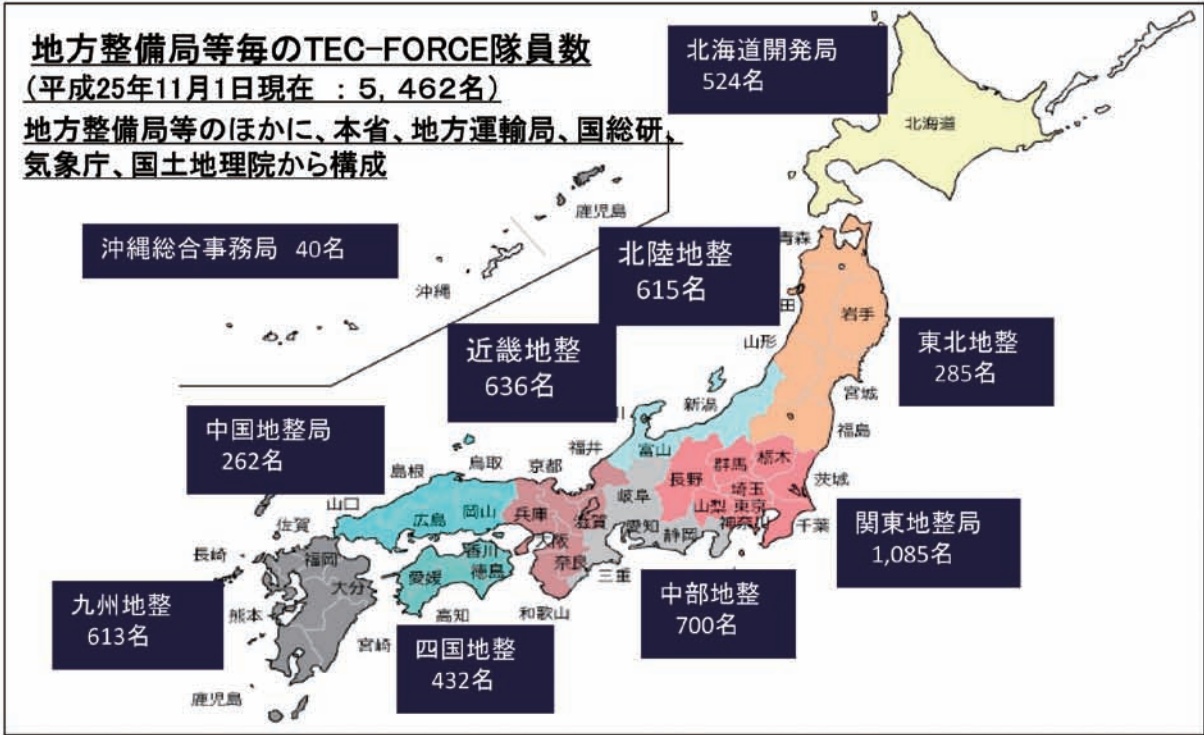 地方整備局等毎のTEC-FORCE隊員数
(平成25年11月1日現在 : 5, 462名)
地方整備局等のほかに、本省、地方運輸局、国総研、
気象庁、国土地理院から構成
北海道開発局
524名
北海道
鹿児島
沖縄総合事務局 40名
沖縄
北陸地整
615名
青森
田
岩手
山形
宮城
近畿地整
636名
東北地整
285名
新潟
川
福島
中国地整局
262名
福井
富山
島根
鳥取
京都
長野
群馬
栃木
茨城
岐阜
埼玉
山口
広島
岡山
兵庫
滋賀
山梨
東京
愛知
静岡
神奈川
千葉
関東地整局
1,085名
佐賀
大阪
香川
長崎
福岡
奈良
三重
愛媛
徳島
大分
中部地整
700名
九州地整
613名
熊本
高知
和歌山
宮崎
四国地整
432名
鹿児島